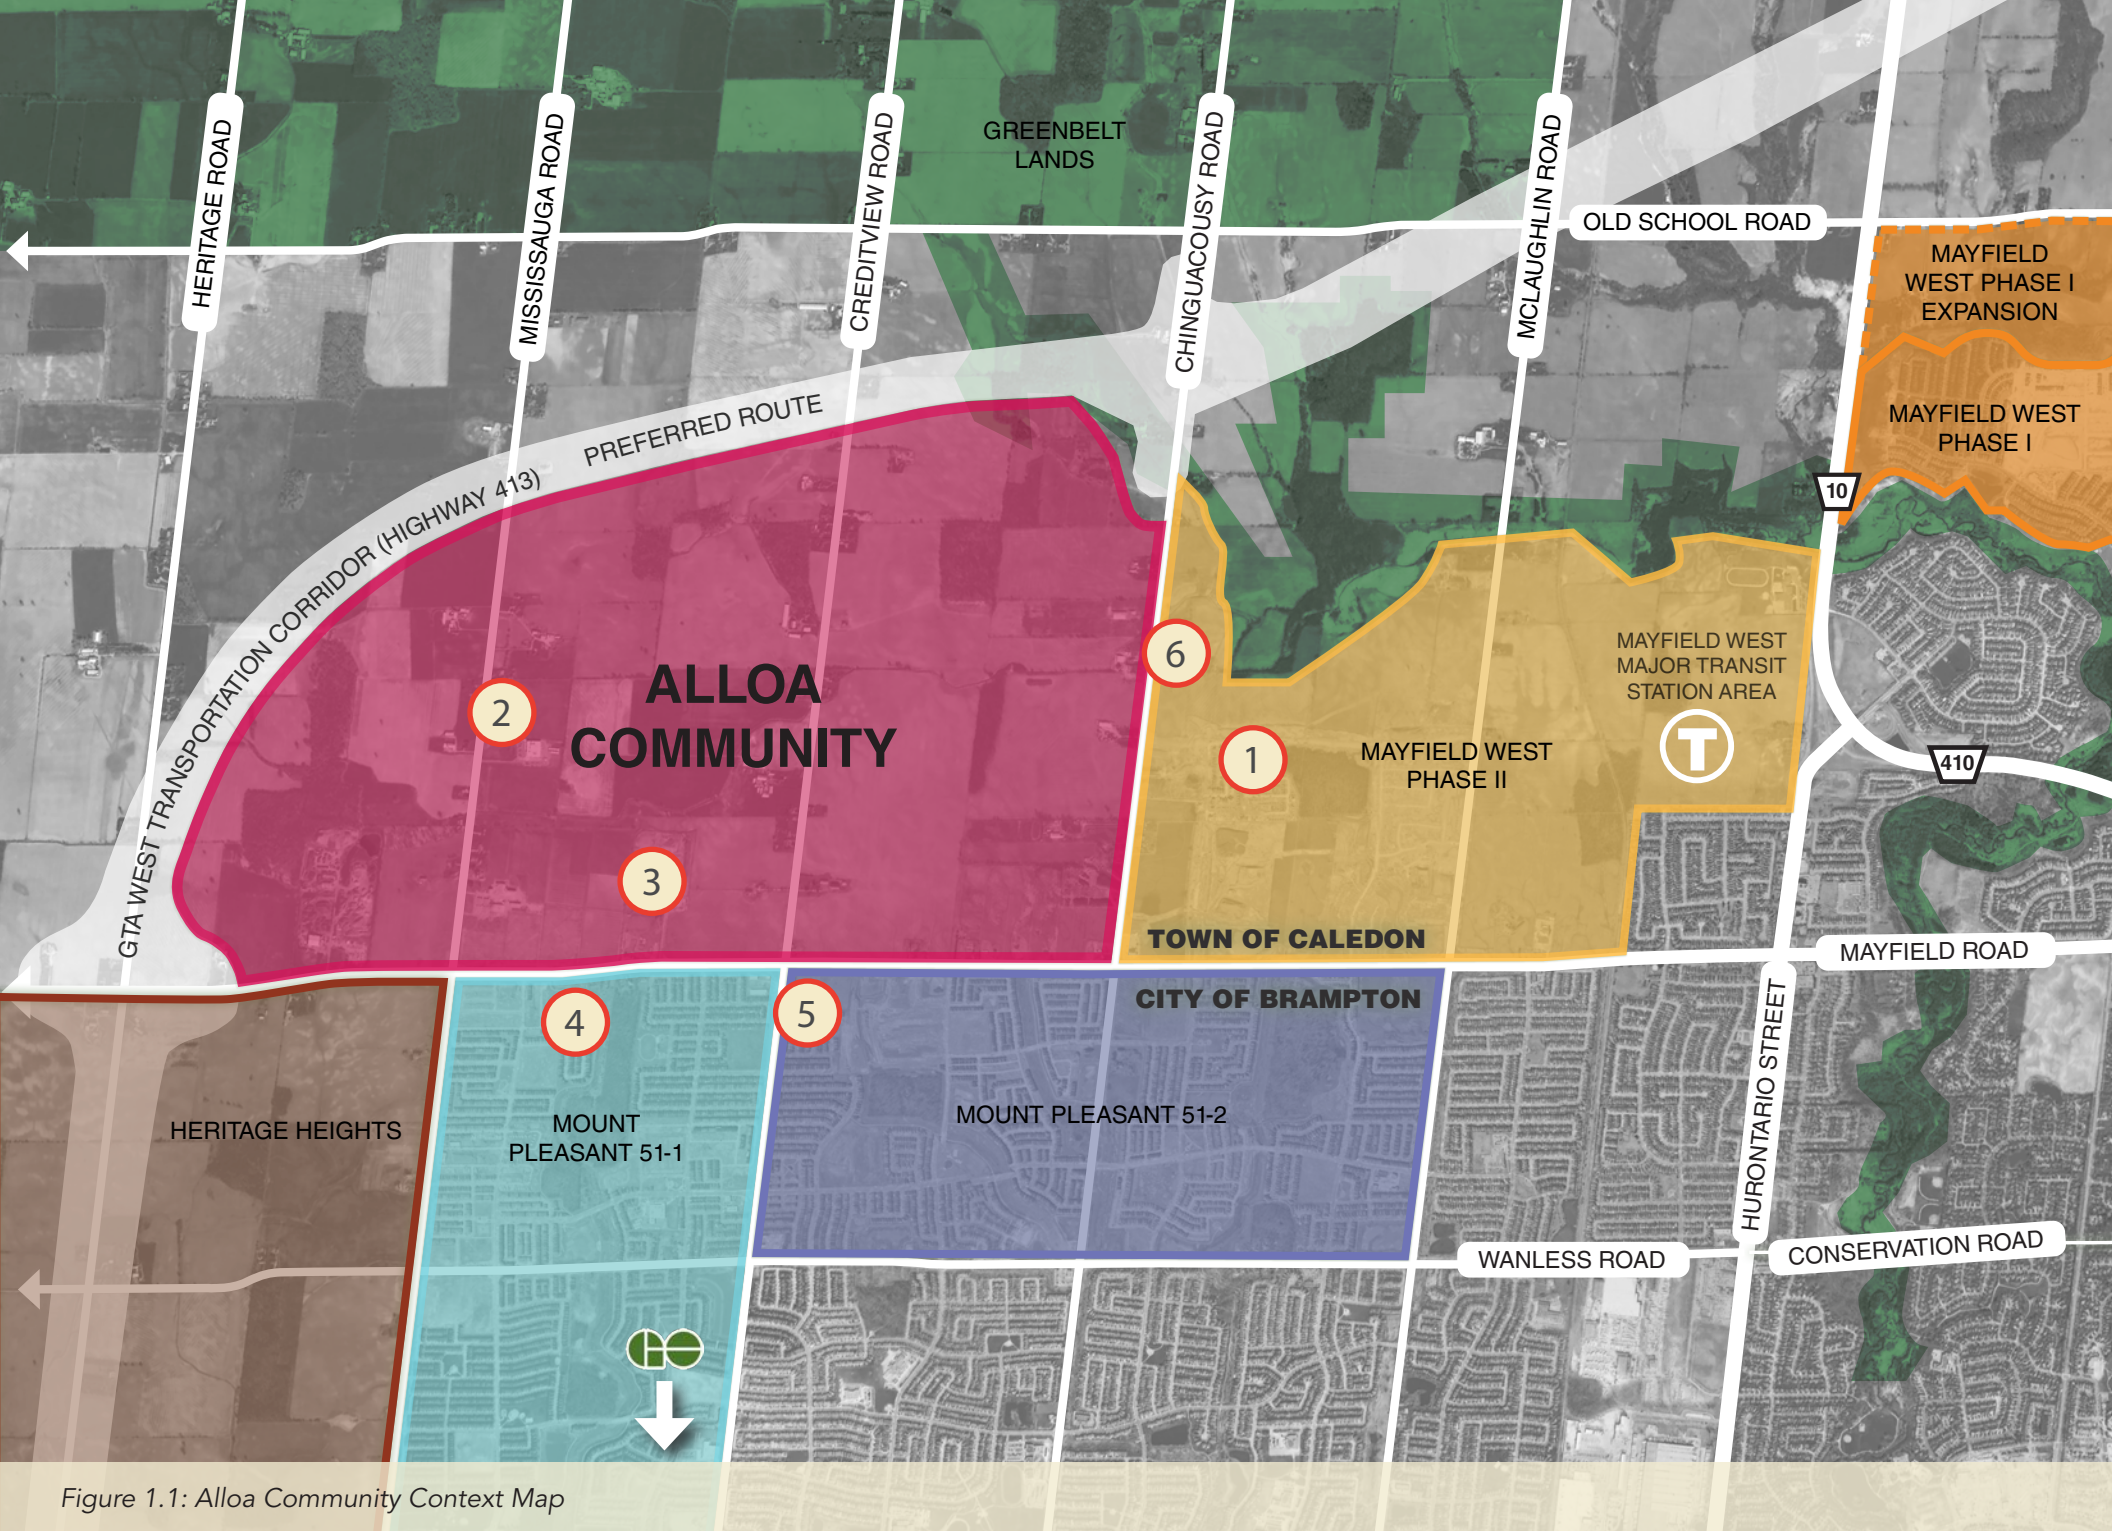 GREENBELT
LANDS
HERITAGE ROAD
MISSISSAUGA ROAD
CREDITVIEW ROAD
CHINGUACOUSY ROAD
MCLAUGHLIN ROAD
OLD SCHOOL ROAD
MAYFIELD
WEST PHASE I
EXPANSION
MAYFIELD WEST
PHASE I
10
GTA WEST TRANSPORTATION CORRIDOR (HIGHWAY 413)
PREFERRED ROUTE
6
MAYFIELD WEST
MAJOR TRANSIT
STATION AREA
T
2
ALLOA
COMMUNITY
1
MAYFIELD WEST
PHASE II
410
3
TOWN OF CALEDON
MAYFIELD ROAD
CITY OF BRAMPTON
4
5
HERITAGE HEIGHTS
MOUNT
PLEASANT 51-1
MOUNT PLEASANT 51-2
HURONTARIO STREET
WANLESS ROAD
CONSERVATION ROAD
GO
Figure 1.1: Alloa Community Context Map